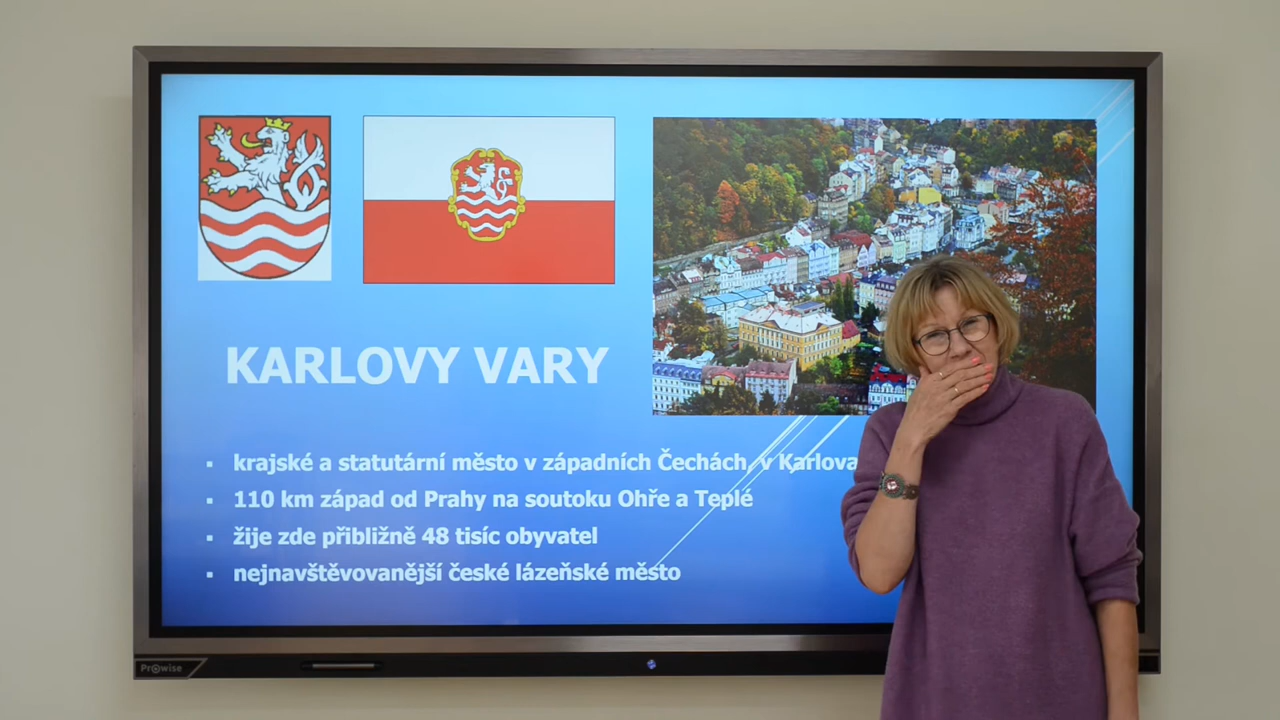 KARLOVY VARY
krajské a statutární město v západních Čechách, v
110 km západ od Prahy na soutoku Ohře a Teplé
žije zde přibližně 48 tisíc obyvatel
nejnavštěvovanější české lázeňské město
Prowise